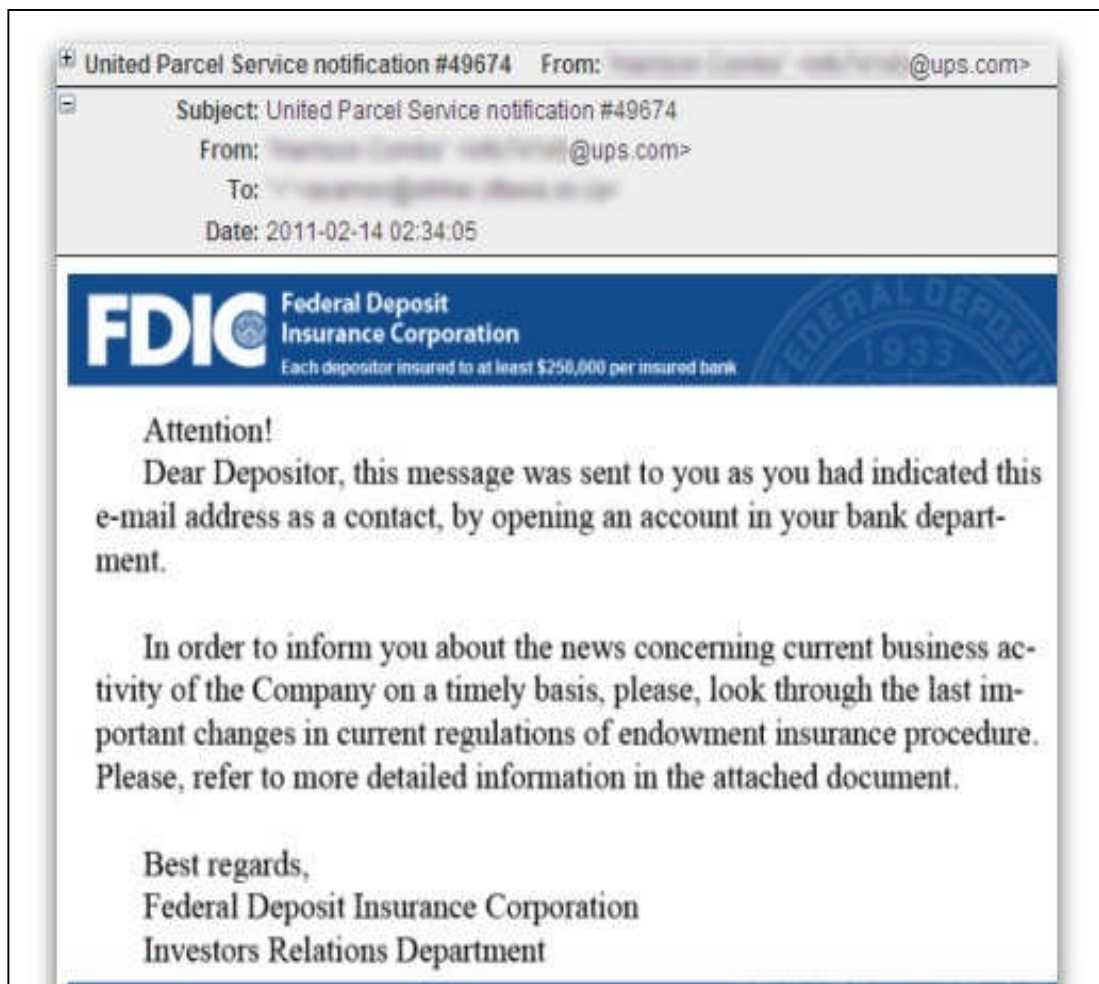 United Parcel Service notification #49674 From: @ups.com>
Subject: United Parcel Service notification #49674
From: @ups.com>
To:
Date: 2011-02-14 02:34:05
FDIC
Federal Deposit
Insurance Corporation
Each depositor insured to at least $250,000 per insured bank
FEDERAL DEPOSI
1933
Attention!
Dear Depositor, this message was sent to you as you had indicated this
e-mail address as a contact, by opening an account in your bank depart-
ment.
In order to inform you about the news concerning current business ac-
tivity of the Company on a timely basis, please, look through the last im-
portant changes in current regulations of endowment insurance procedure.
Please, refer to more detailed information in the attached document.
Best regards,
Federal Deposit Insurance Corporation
Investors Relations Department